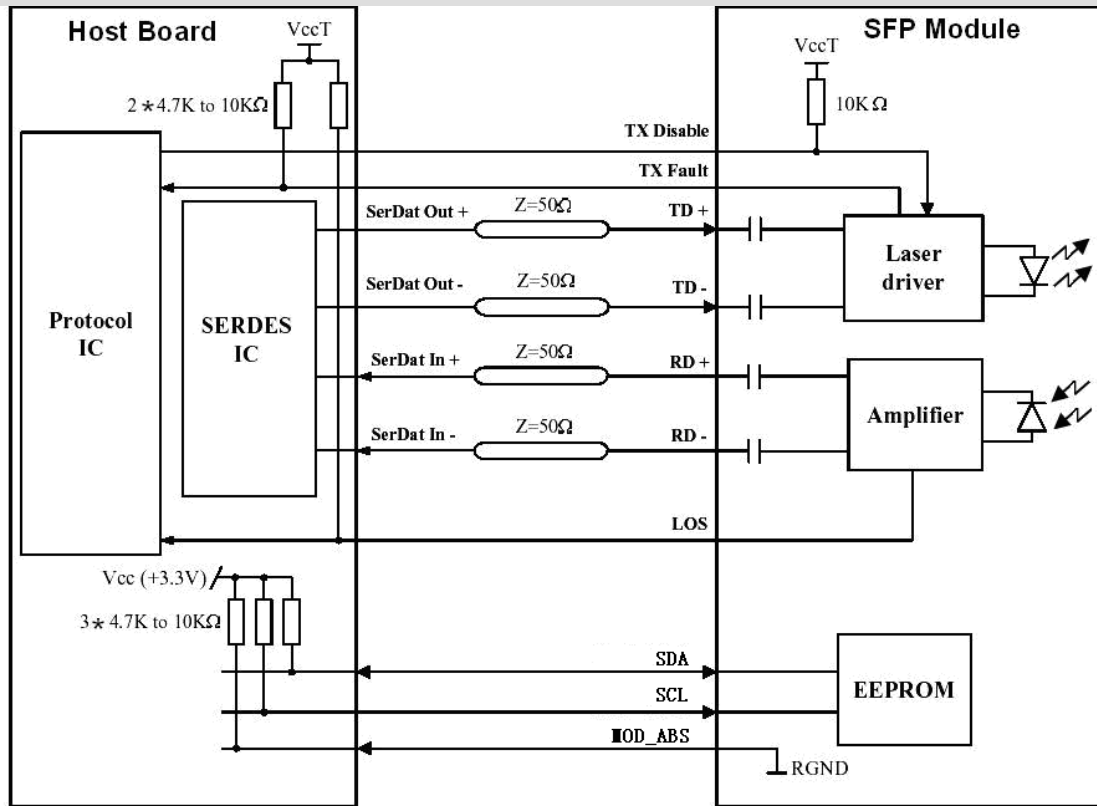 Host Board
VccT
SFP Module
VccT
2*4.7K to 10KΩ
10KΩ
TX Disable
TX Fault
SerDat Out +
Z=50Ω
TD +
Laser driver
SerDat Out -
Z=50Ω
TD -
Protocol IC
SERDES IC
SerDat In +
Z=50Ω
RD +
Amplifier
SerDat In -
Z=50Ω
RD -
LOS
Vcc (+3.3V)
3* 4.7K to 10KΩ
SDA
EEPROM
SCL
MOD_ABS
RGND